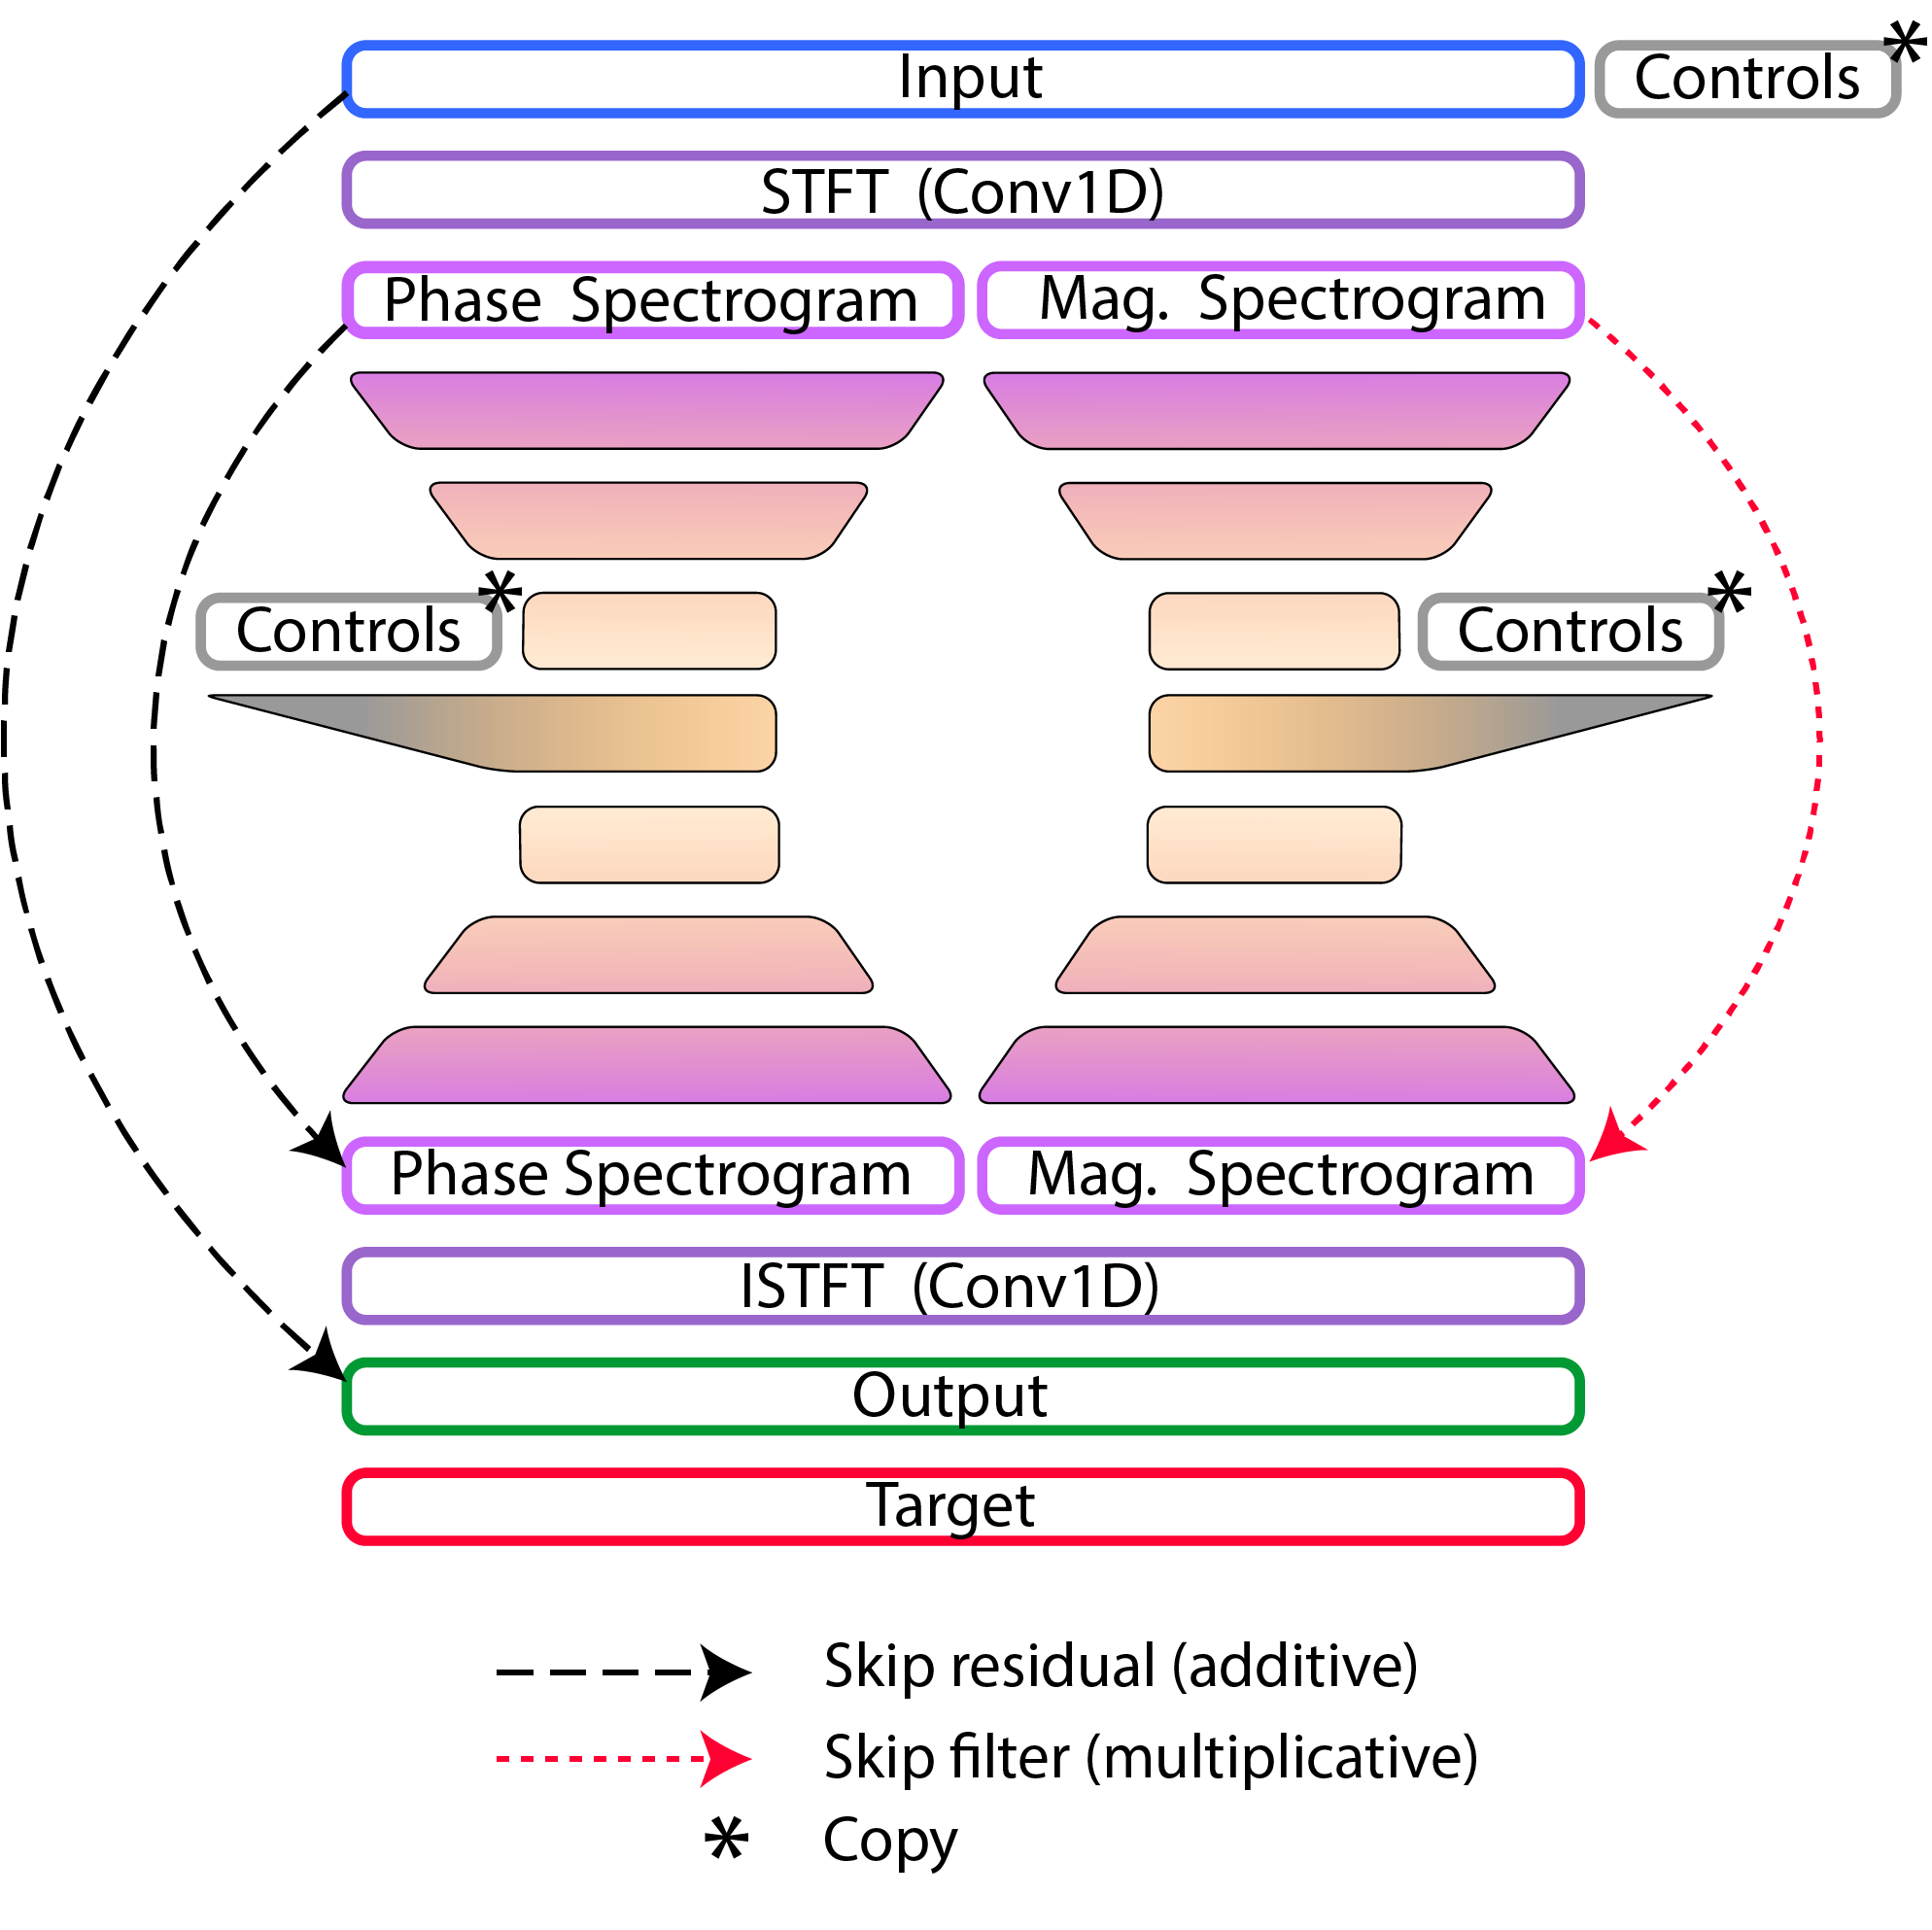 Input
Controls *
STFT (Conv1D)
Phase Spectrogram
Mag. Spectrogram
Controls *
Controls *
Phase Spectrogram
Mag. Spectrogram
ISTFT (Conv1D)
Output
Target
Skip residual (additive)
Skip filter (multiplicative)
* Copy